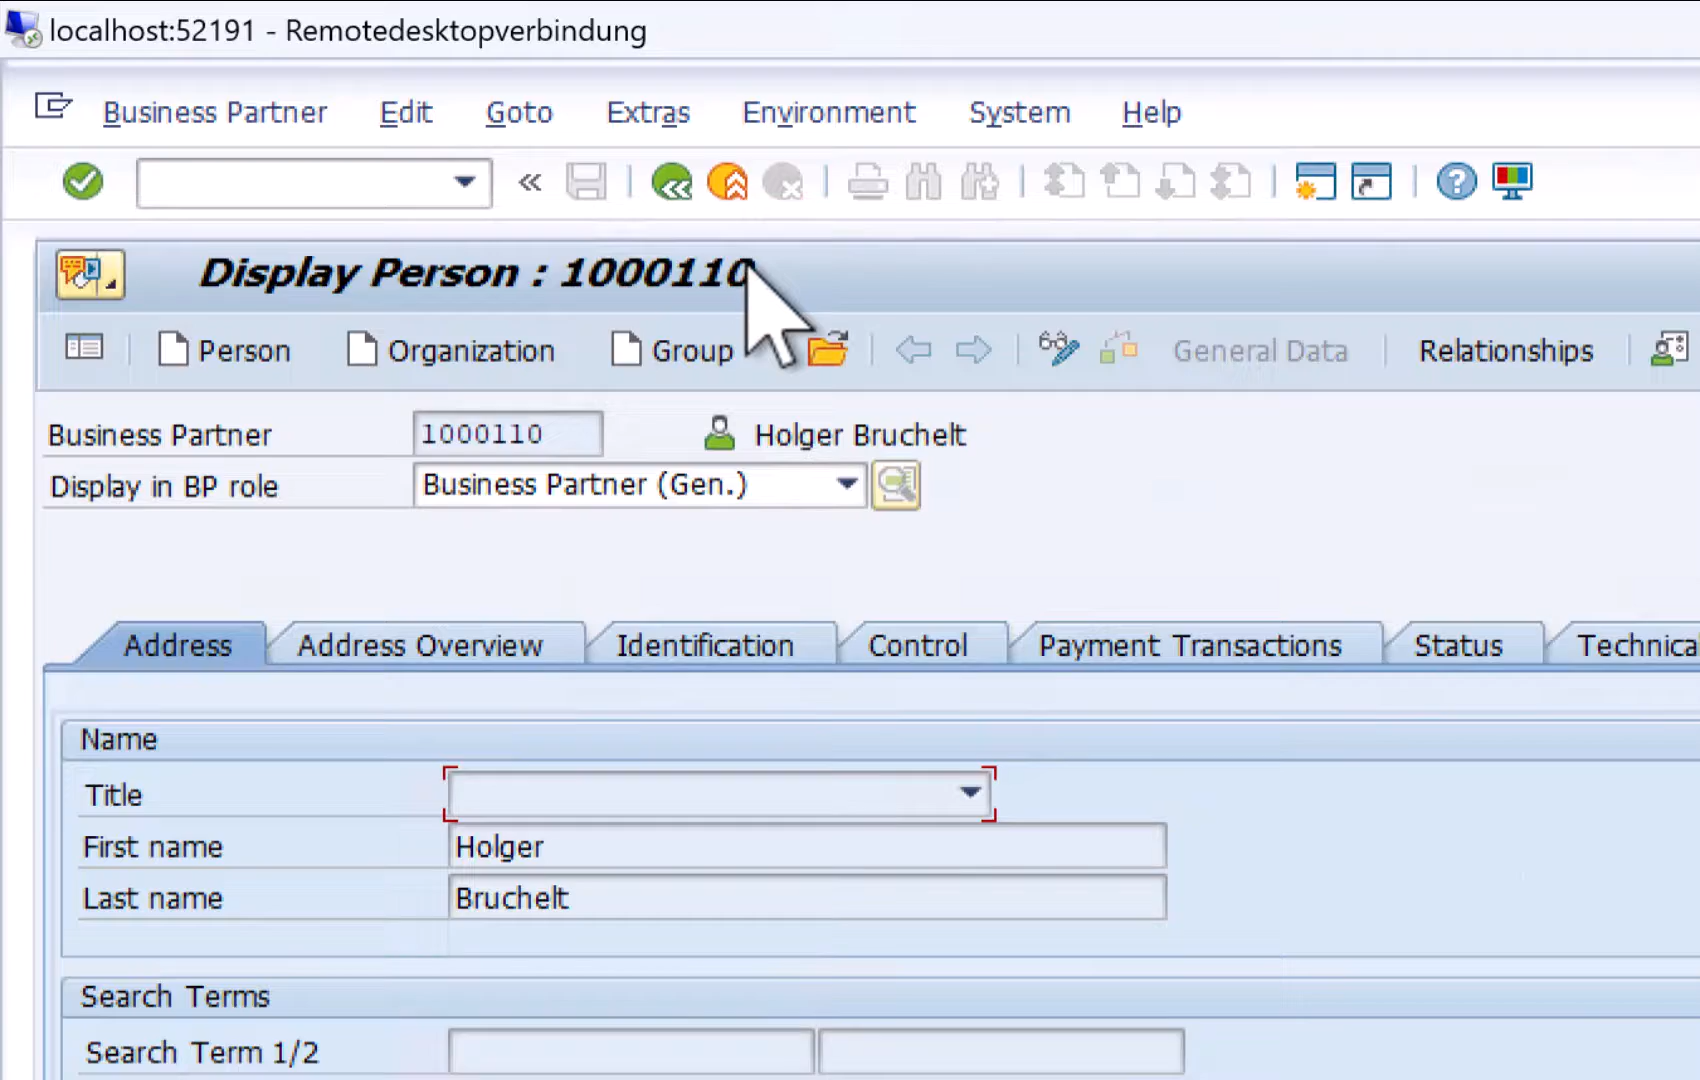 localhost:52191 - Remotedesktopverbindung
Business Partner Edit Goto Extras Environment System Help
Display Person : 1000110
Person Organization Group General Data Relationships
Business Partner 1000110 Holger Bruchelt
Display in BP role Business Partner (Gen.)
Address Address Overview Identification Control Payment Transactions Status Technica
Name
Title
First name Holger
Last name Bruchelt
Search Terms
Search Term 1/2